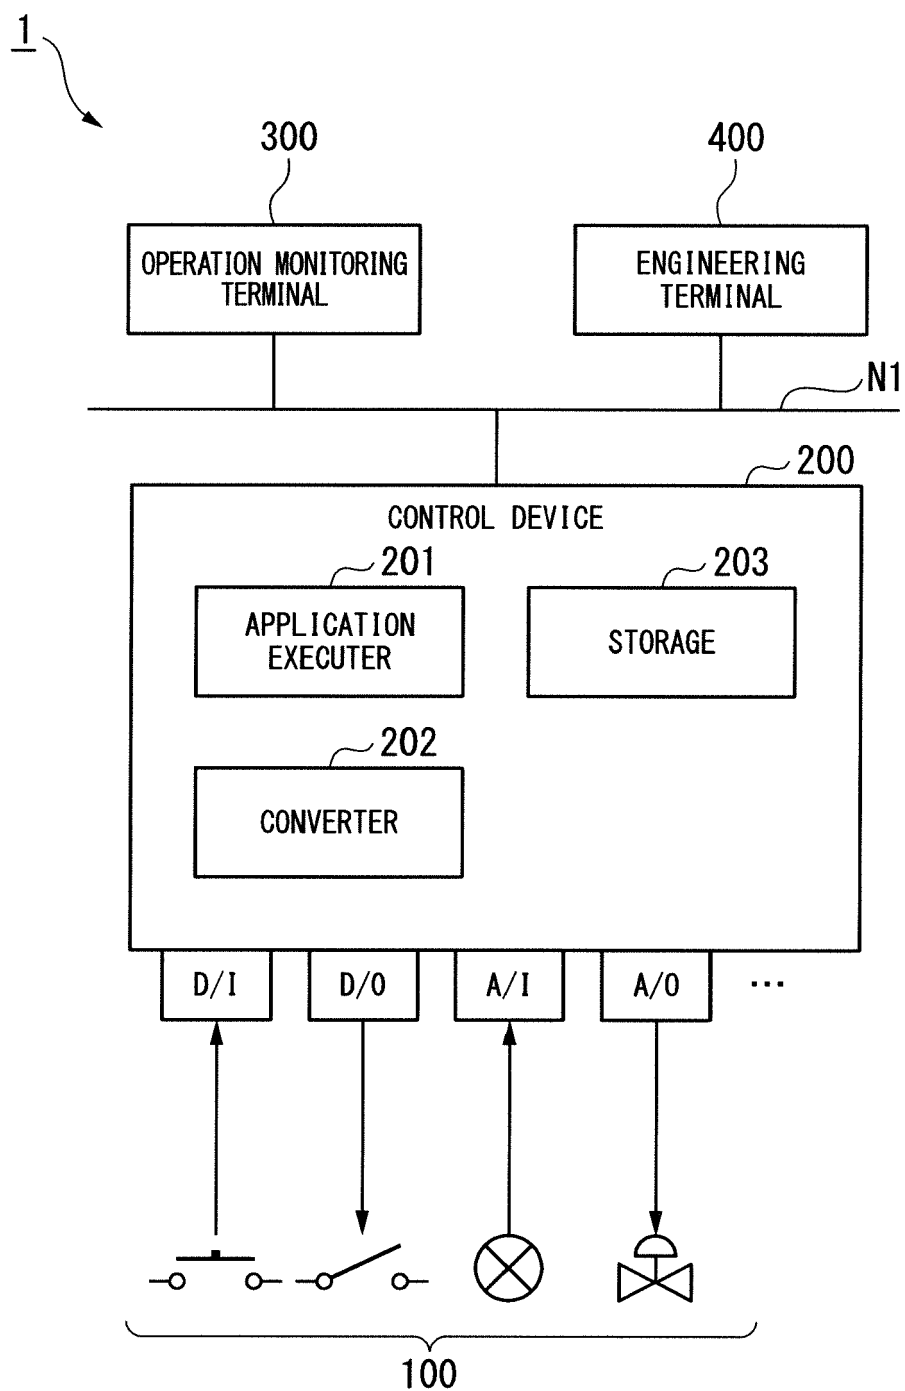 1
300
400
OPERATION MONITORING
TERMINAL
ENGINEERING
TERMINAL
N1
200
CONTROL DEVICE
201
203
APPLICATION
EXECUTER
STORAGE
202
CONVERTER
D/I
D/O
A/I
A/O
...
100